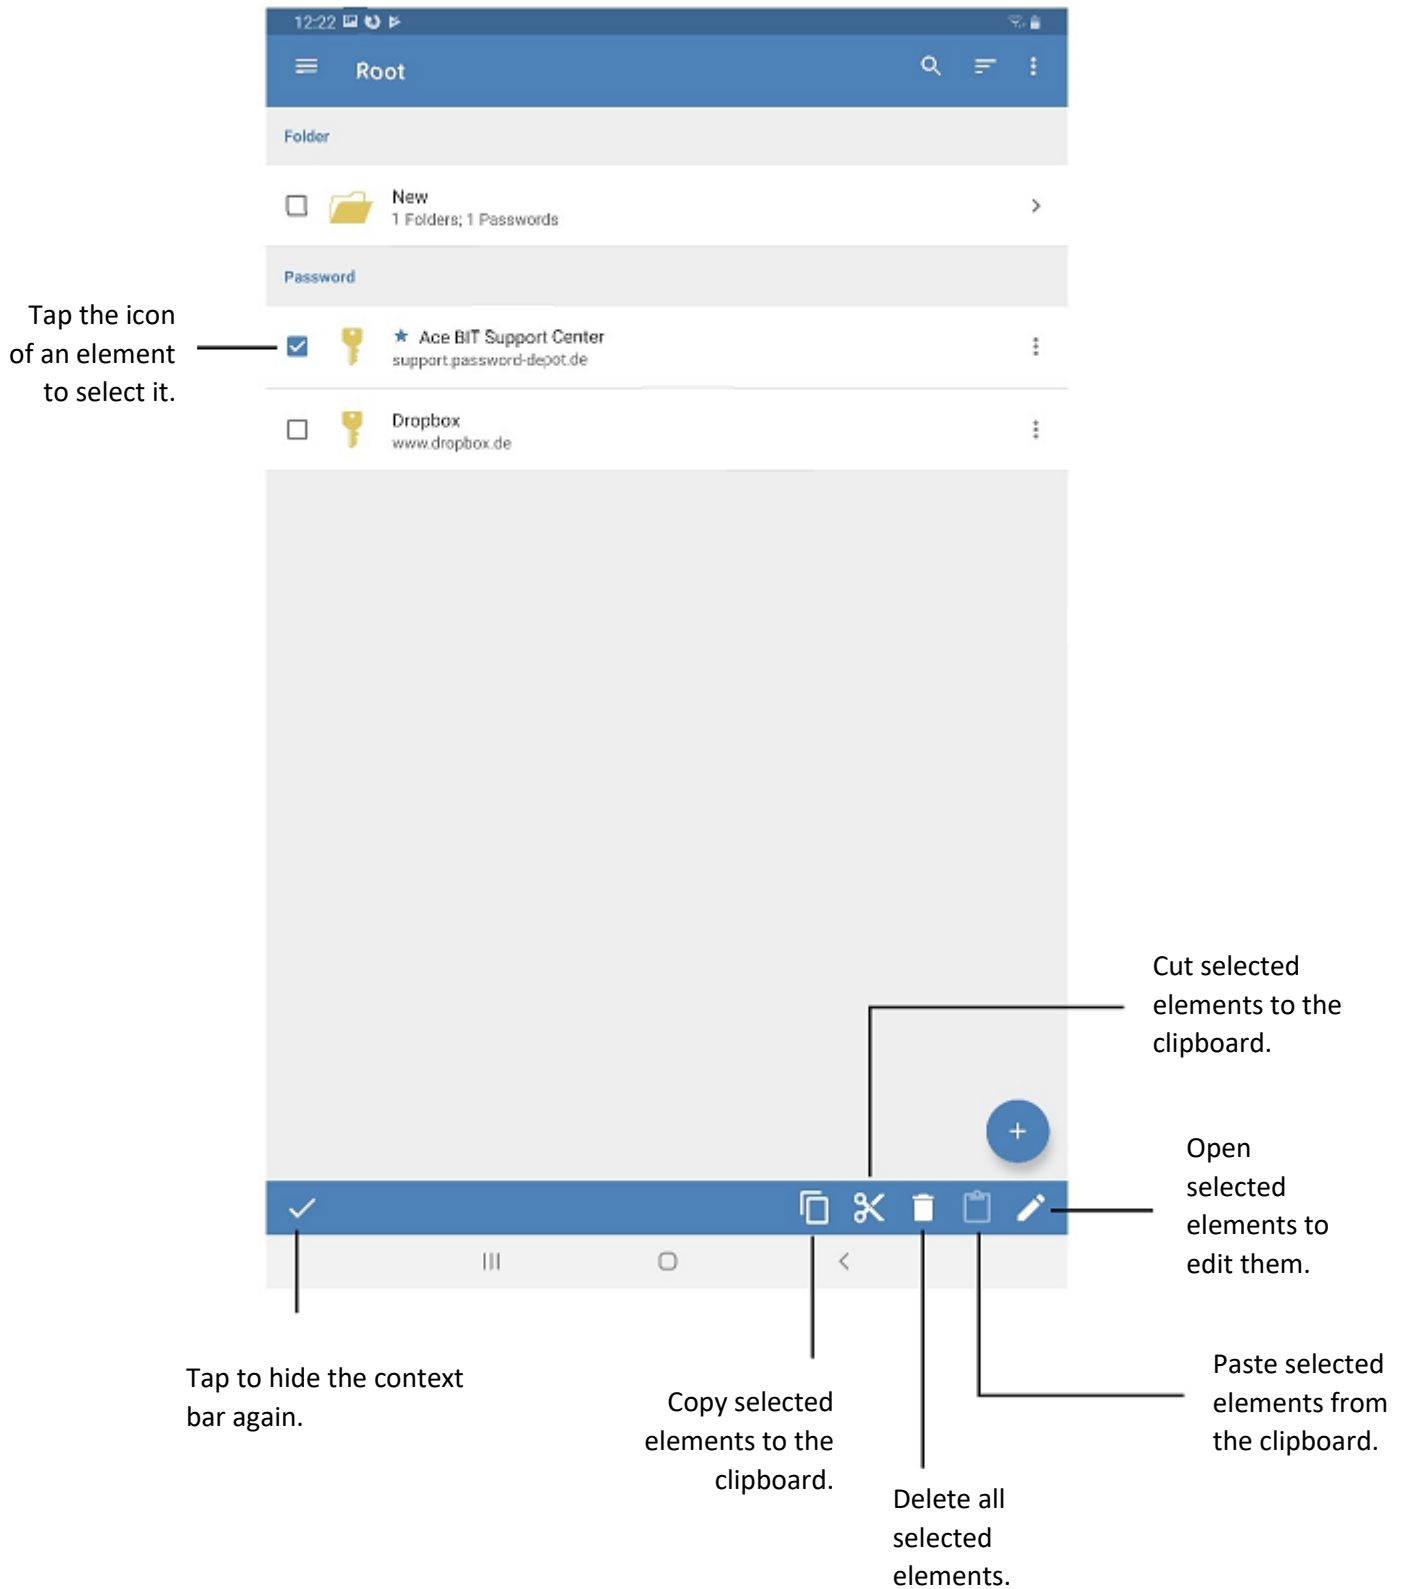 12:22
Root
Folder
New
1 Folders; 1 Passwords
Password
Tap the icon
of an element
to select it.
★ Ace BIT Support Center
support.password-depot.de
Dropbox
www.dropbox.de
Cut selected
elements to the
clipboard.
Open
selected
elements to
edit them.
Tap to hide the context
bar again.
Copy selected
elements to the
clipboard.
Paste selected
elements from
the clipboard.
Delete all
selected
elements.